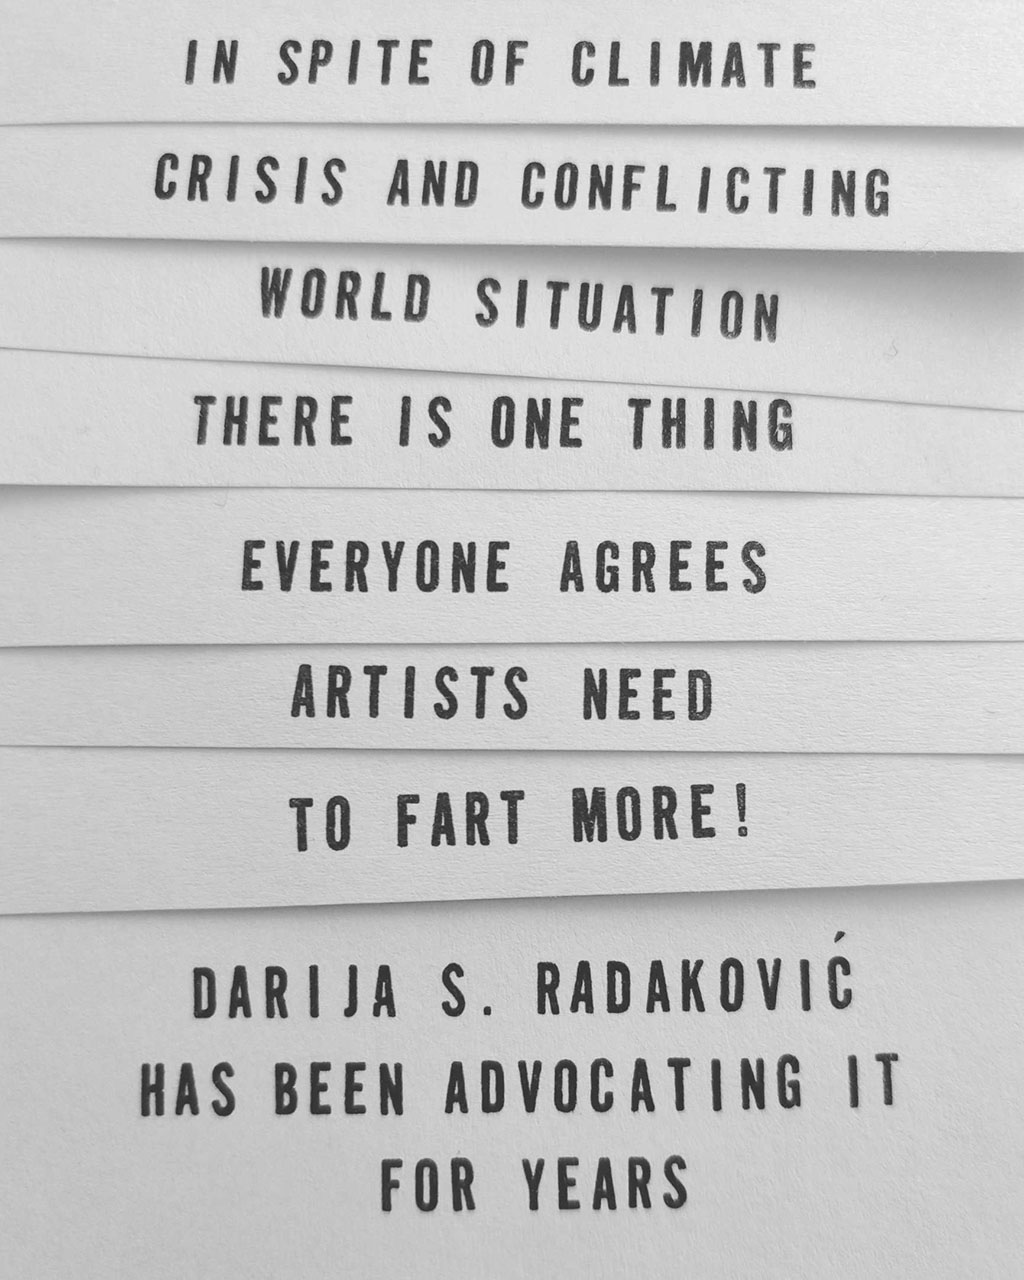 IN SPITE OF CLIMATE
CRISIS AND CONFLICTING
WORLD SITUATION
THERE IS ONE THING
EVERYONE AGREES
ARTISTS NEED
TO FART MORE!
DARIJA S. RADAKOVIĆ
HAS BEEN ADVOCATING IT
FOR YEARS